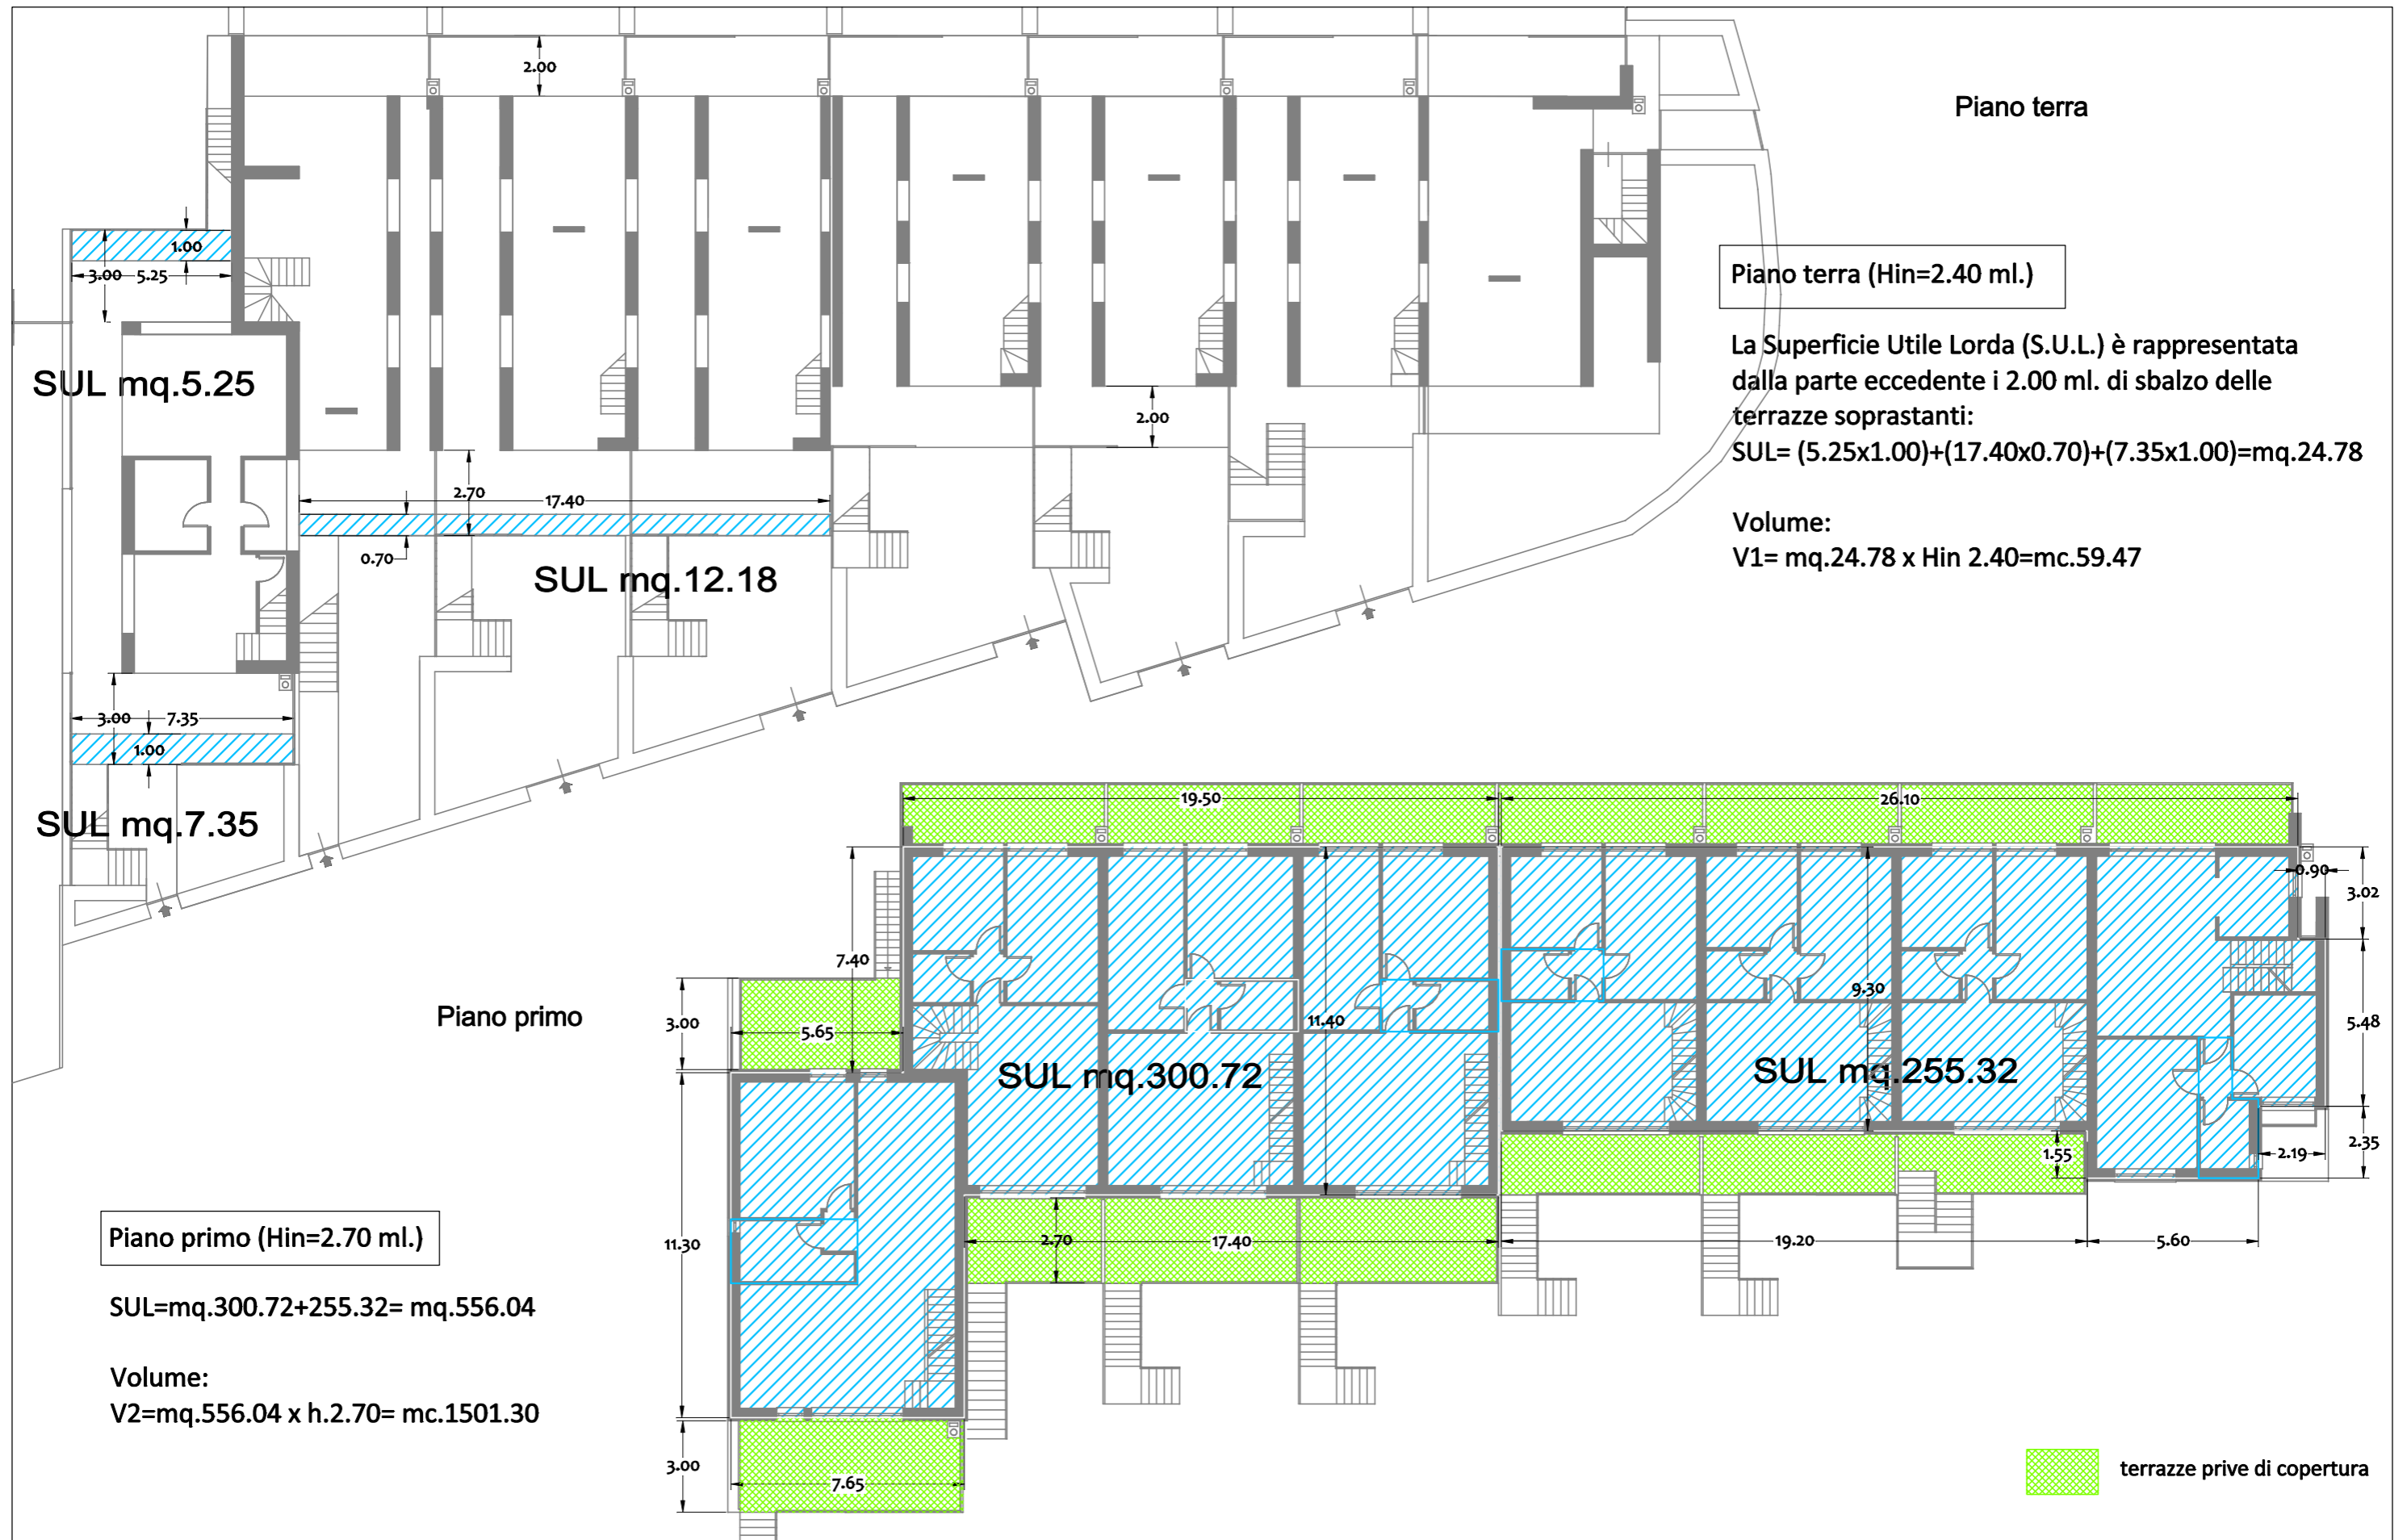 2.00
Piano terra
1.00
3.00
5.25
Piano terra (Hin=2.40 ml.)
La Superficie Utile Lorda (S.U.L.) è rappresentata
dalla parte eccedente i 2.00 ml. di sbalzo delle
terrazze soprastanti:
SUL= (5.25x1.00)+(17.40x0.70)+(7.35x1.00)=mq.24.78
SUL mq.5.25
2.00
2.70
17.40
0.70
SUL mq.12.18
Volume:
V1= mq.24.78 x Hin 2.40=mc.59.47
3.00
7.35
1.00
SUL mq.7.35
19.50
26.10
0.90
3.02
7.40
9.30
11.40
Piano primo
3.00
5.65
5.48
SUL mq.300.72
SUL mq.255.32
1.55
2.19
2.35
Piano primo (Hin=2.70 ml.)
11.30
2.70
17.40
19.20
5.60
SUL=mq.300.72+255.32= mq.556.04
Volume:
V2=mq.556.04 x h.2.70= mc.1501.30
3.00
7.65
terrazze prive di copertura